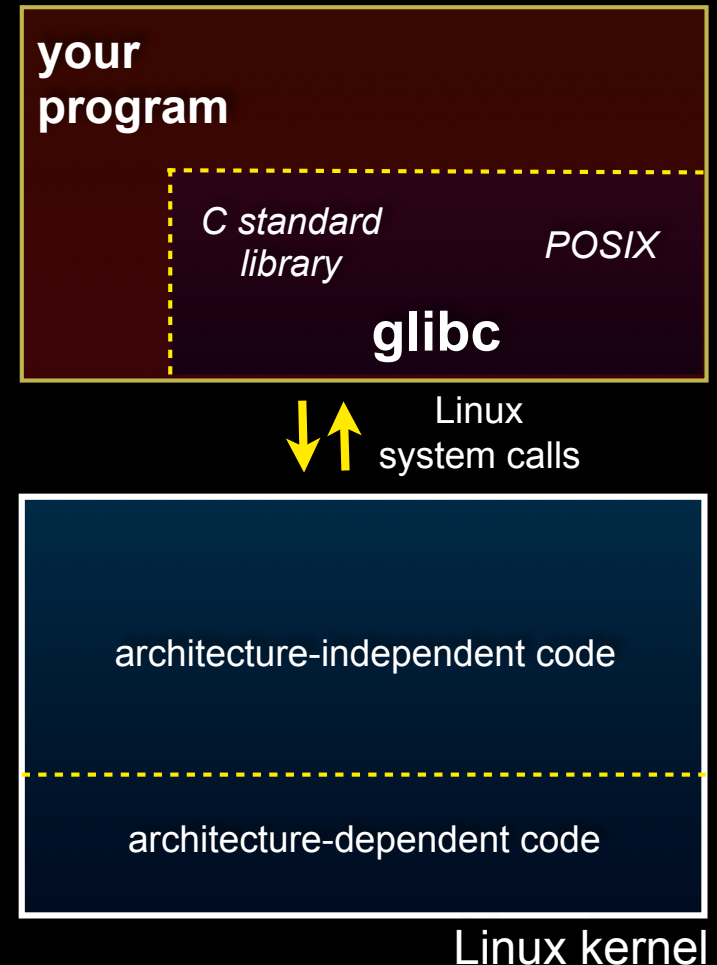 your
program
C standard
library
POSIX
glibc
Linux
system calls
architecture-independent code
architecture-dependent code
Linux kernel